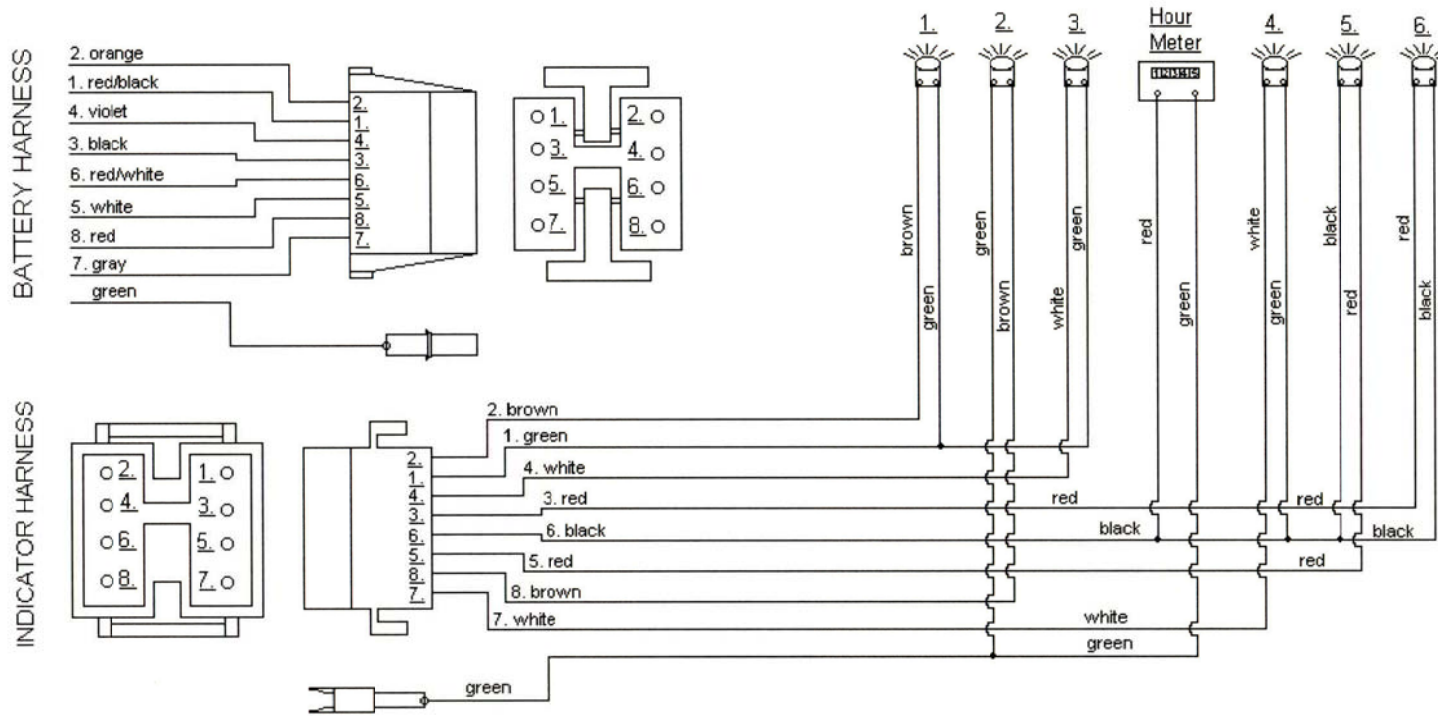 BATTERY HARNESS
2. orange
1. red/black
4. violet
3. black
6. red/white
5. white
8. red
7. gray
green
2.
1.
4.
3.
6.
5.
8.
7.
1. 2.
3. 4.
5. 6.
7. 8.
1. 2. 3. Hour Meter 4. 5. 6.
12345
brown green green brown white green red green white green black red red black
INDICATOR HARNESS
2. 1.
4. 3.
6. 5.
8. 7.
2.
1.
4.
3.
6.
5.
8.
7.
2. brown
1. green
4. white
3. red red red
6. black black black
5. red red
8. brown
7. white white
green
green